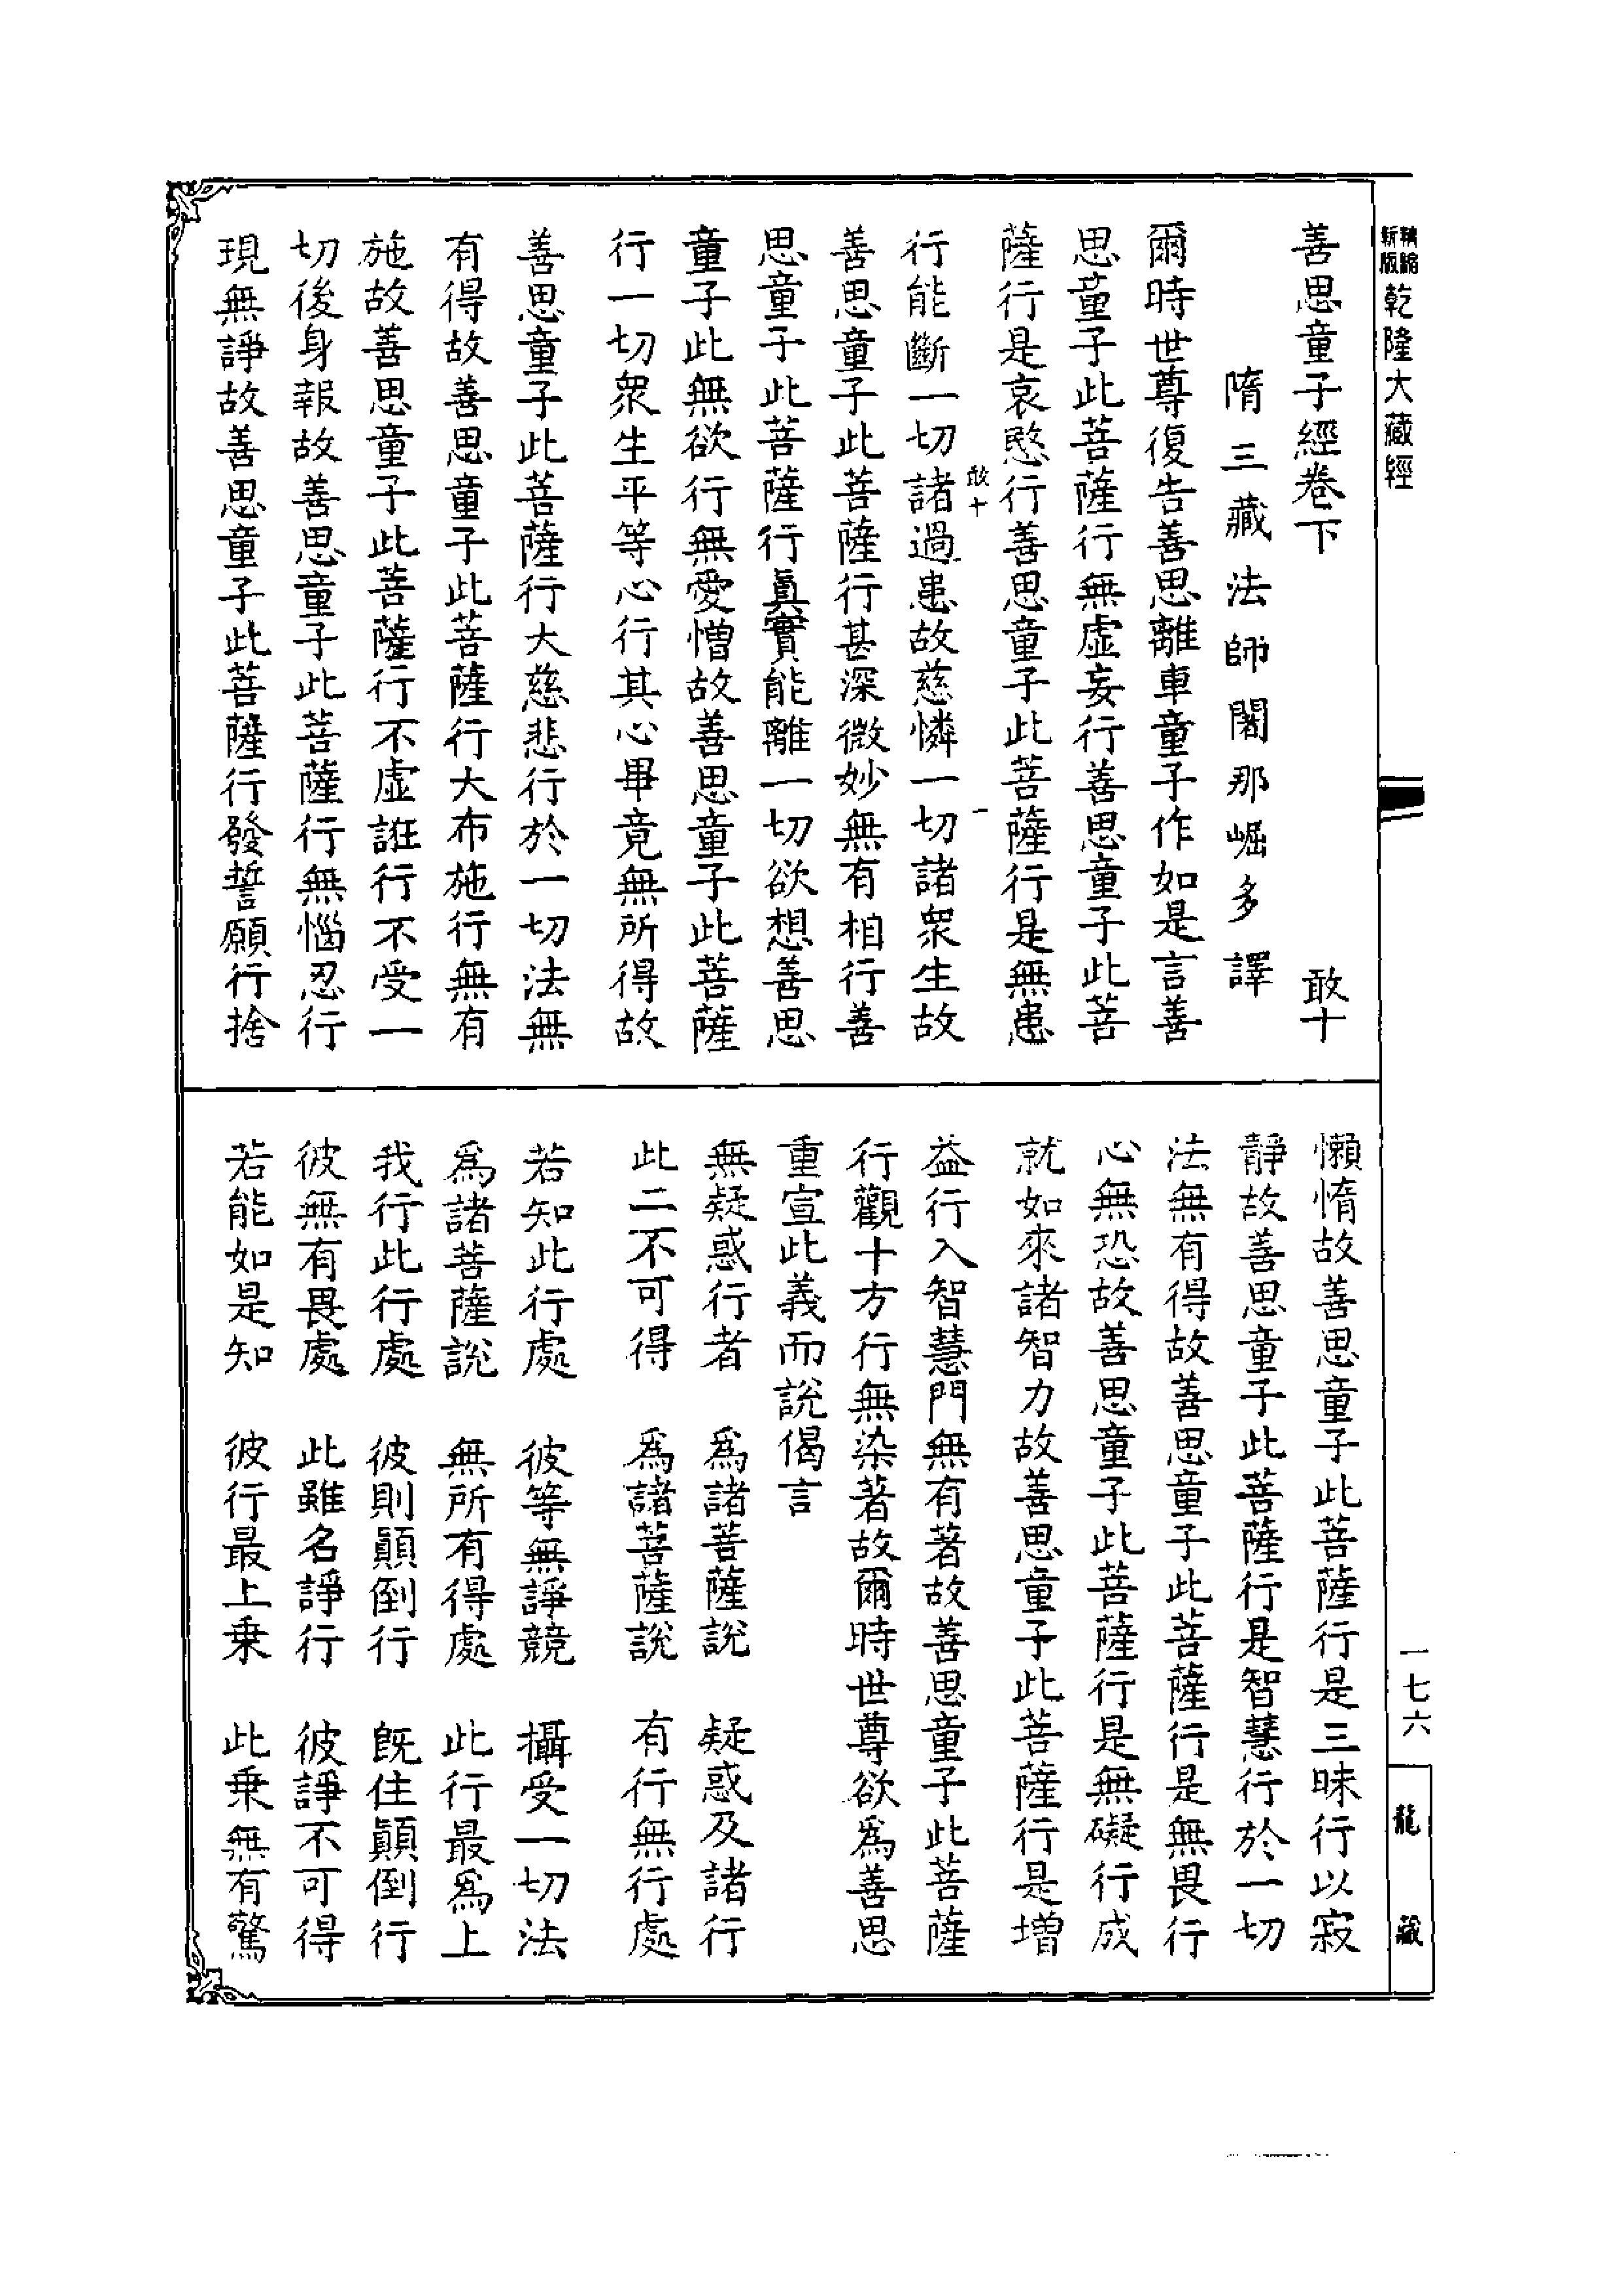 新版精縮
乾隆大藏經
善思童子經卷下
敢十
隋三藏法師闍那崛多譯
爾時世尊復告善思離車童子作如是言善
思童子此菩薩行無虛妄行善思童子此菩
薩行是哀愍行善思童子此菩薩行是無患
敢十
一
行能斷一切諸過患故慈憐一切諸衆生故
善思童子此菩薩行甚深微妙無有相行善
思童子此菩薩行眞實能離一切欲想善思
童子此無欲行無愛憎故善思童子此菩薩
行一切衆生平等心行其心畢竟無所得故
善思童子此菩薩行大慈悲行於一切法無
有得故善思童子此菩薩行大布施行無有
施故善思童子此菩薩行不虛誑行不受一
切後身報故善思童子此菩薩行無惱忍行
現無諍故善思童子此菩薩行發誓願行捨
懶惰故善思童子此菩薩行是三昧行以寂
靜故善思童子此菩薩行是智慧行於一切
法無有得故善思童子此菩薩行是無畏行
心無恐故善思童子此菩薩行是無礙行成
就如來諸智力故善思童子此菩薩行是增
益行入智慧門無有著故善思童子此菩薩
行觀十方行無染著故爾時世尊欲爲善思
重宣此義而說偈言
無疑惑行者　爲諸菩薩說　疑惑及諸行
此二不可得　爲諸菩薩說　有行無行處
若知此行處　彼等無諍競　攝受一切法
爲諸菩薩說　無所有得處　此行最爲上
我行此行處　彼則顚倒行　旣住顚倒行
彼無有畏處　此雖名諍行　彼諍不可得
若能如是知　彼行最上乗　此乗無有驚
一七六
龍藏